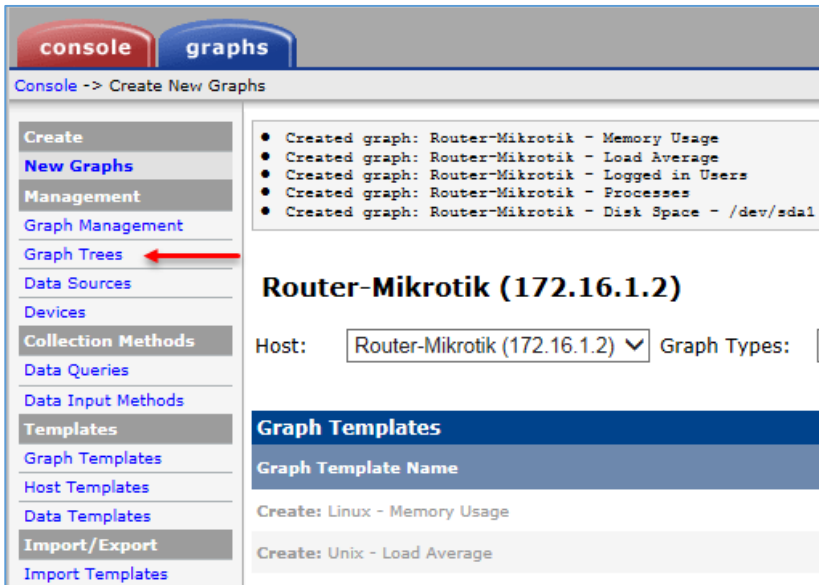 console graphs
Console -> Create New Graphs
Create
New Graphs
Management
Graph Management
Graph Trees
Data Sources
Devices
Collection Methods
Data Queries
Data Input Methods
Templates
Graph Templates
Host Templates
Data Templates
Import/Export
Import Templates
• Created graph: Router-Mikrotik - Memory Usage
• Created graph: Router-Mikrotik - Load Average
• Created graph: Router-Mikrotik - Logged in Users
• Created graph: Router-Mikrotik - Processes
• Created graph: Router-Mikrotik - Disk Space - /dev/sda1
Router-Mikrotik (172.16.1.2)
Host: Router-Mikrotik (172.16.1.2) Graph Types:
Graph Templates
Graph Template Name
Create: Linux - Memory Usage
Create: Unix - Load Average